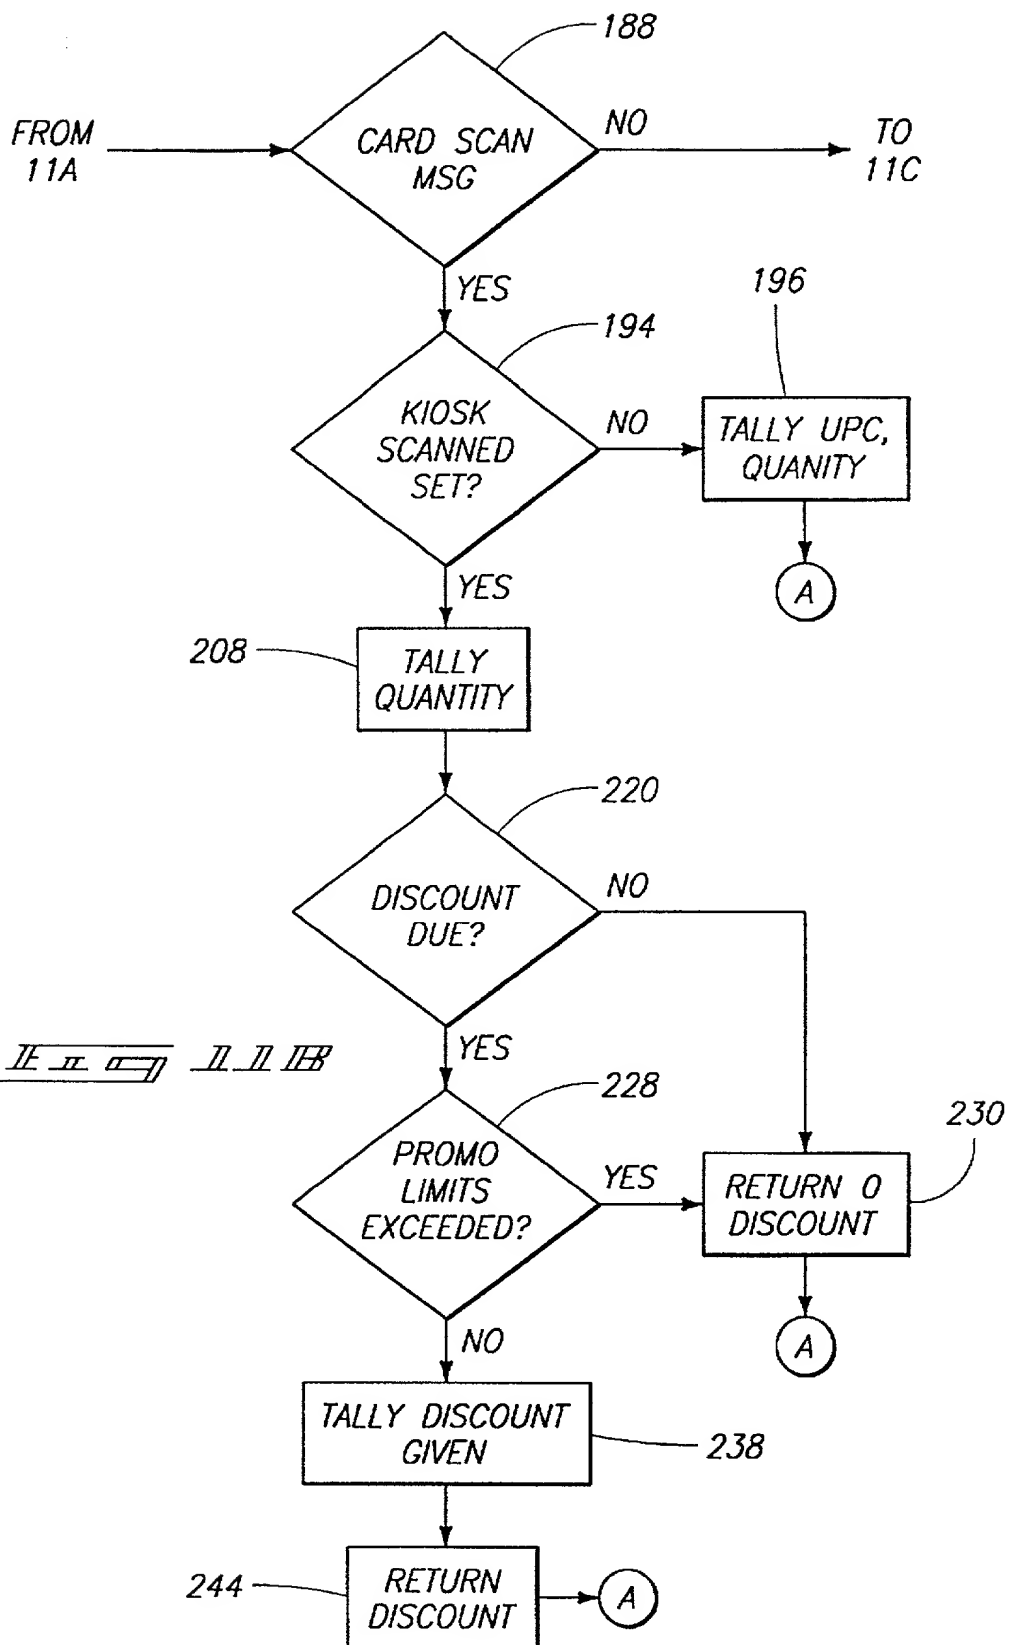 188
FROM
11A
CARD SCAN
MSG
NO
TO
11C
YES
196
194
KIOSK
SCANNED
SET?
NO
TALLY UPC,
QUANITY
YES
A
208
TALLY
QUANTITY
220
DISCOUNT
DUE?
NO
YES
Fig 11B
228
230
PROMO
LIMITS
EXCEEDED?
YES
RETURN 0
DISCOUNT
NO
A
TALLY DISCOUNT
GIVEN
238
244
RETURN
DISCOUNT
A